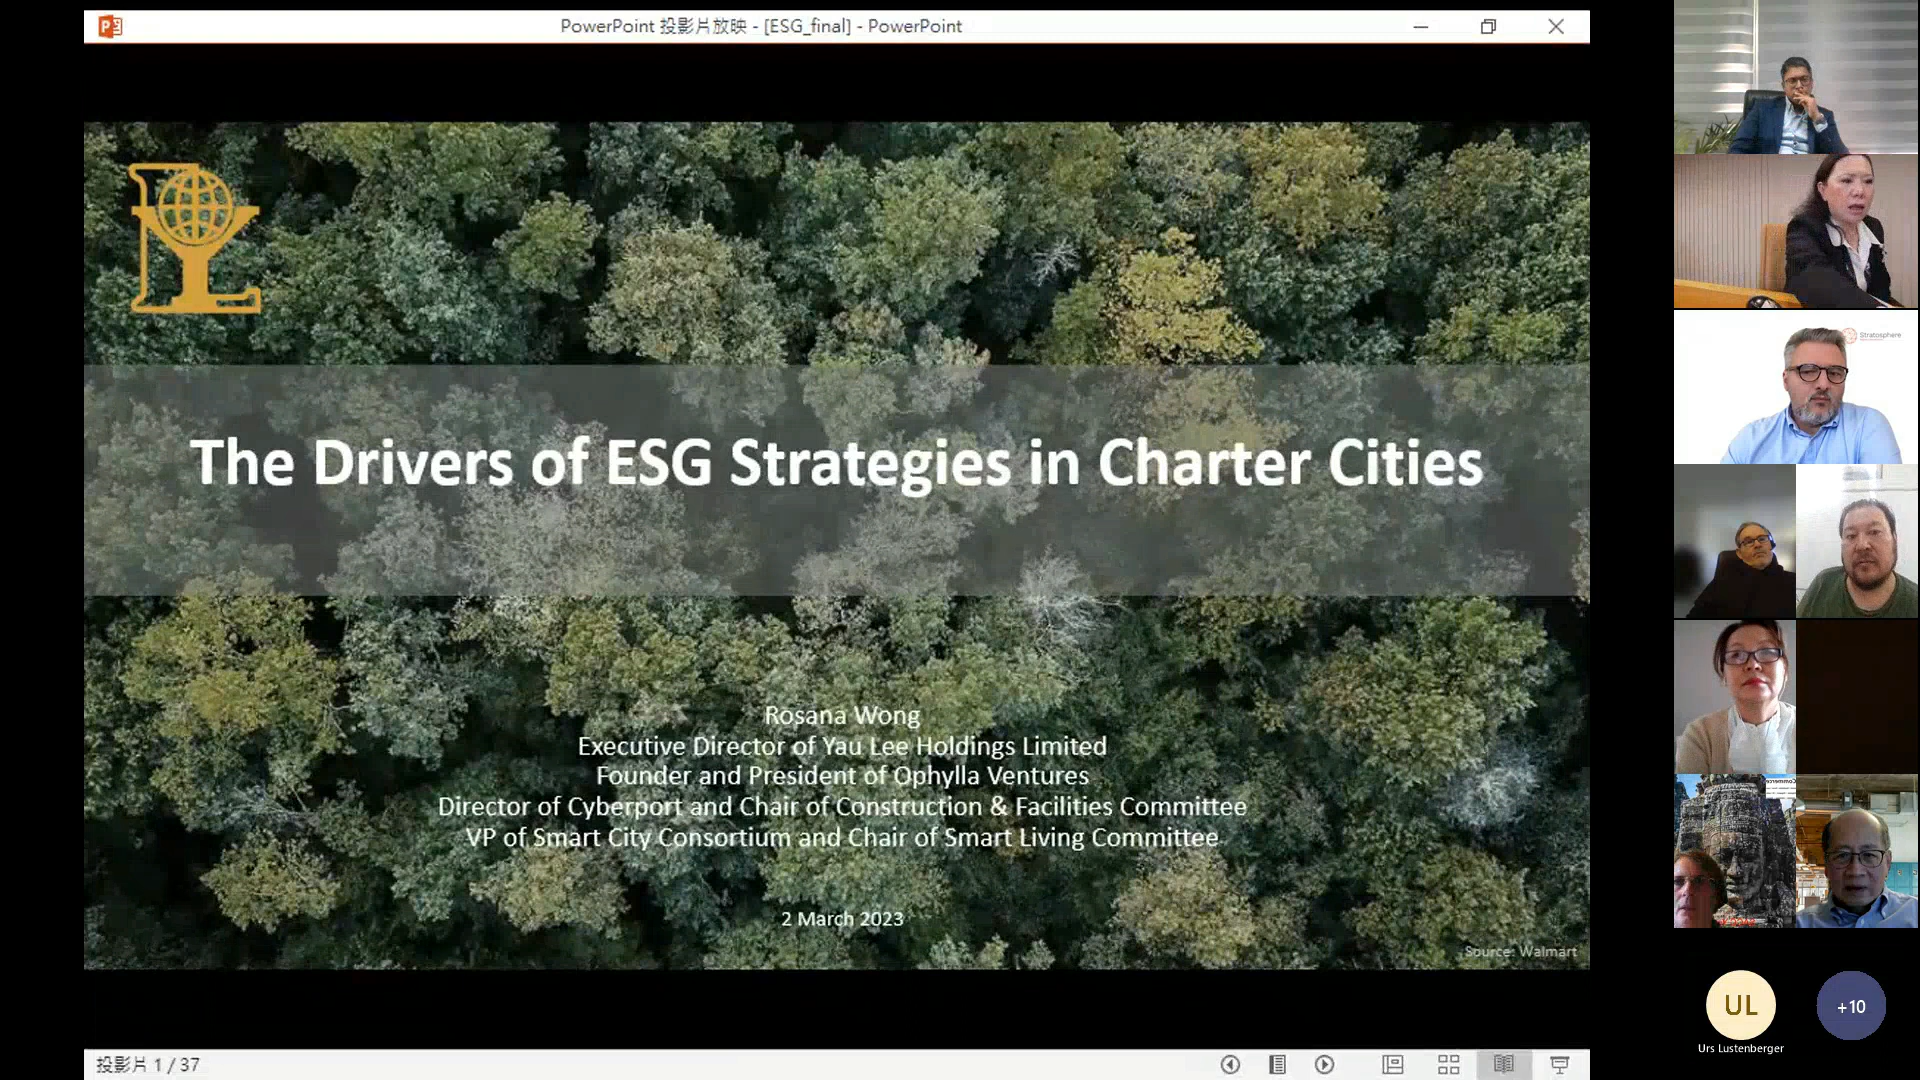 PowerPoint 投影片放映 - [ESG_final] - PowerPoint
The Drivers of ESG Strategies in Charter Cities
Rosana Wong
Executive Director of Yau Lee Holdings Limited
Founder and President of Ophylla Ventures
Director of Cyberport and Chair of Construction & Facilities Committee
VP of Smart City Consortium and Chair of Smart Living Committee
2 March 2023
Source: Walmart
投影片 1 / 37
Stratosphere
UL
+10
Urs Lustenberger